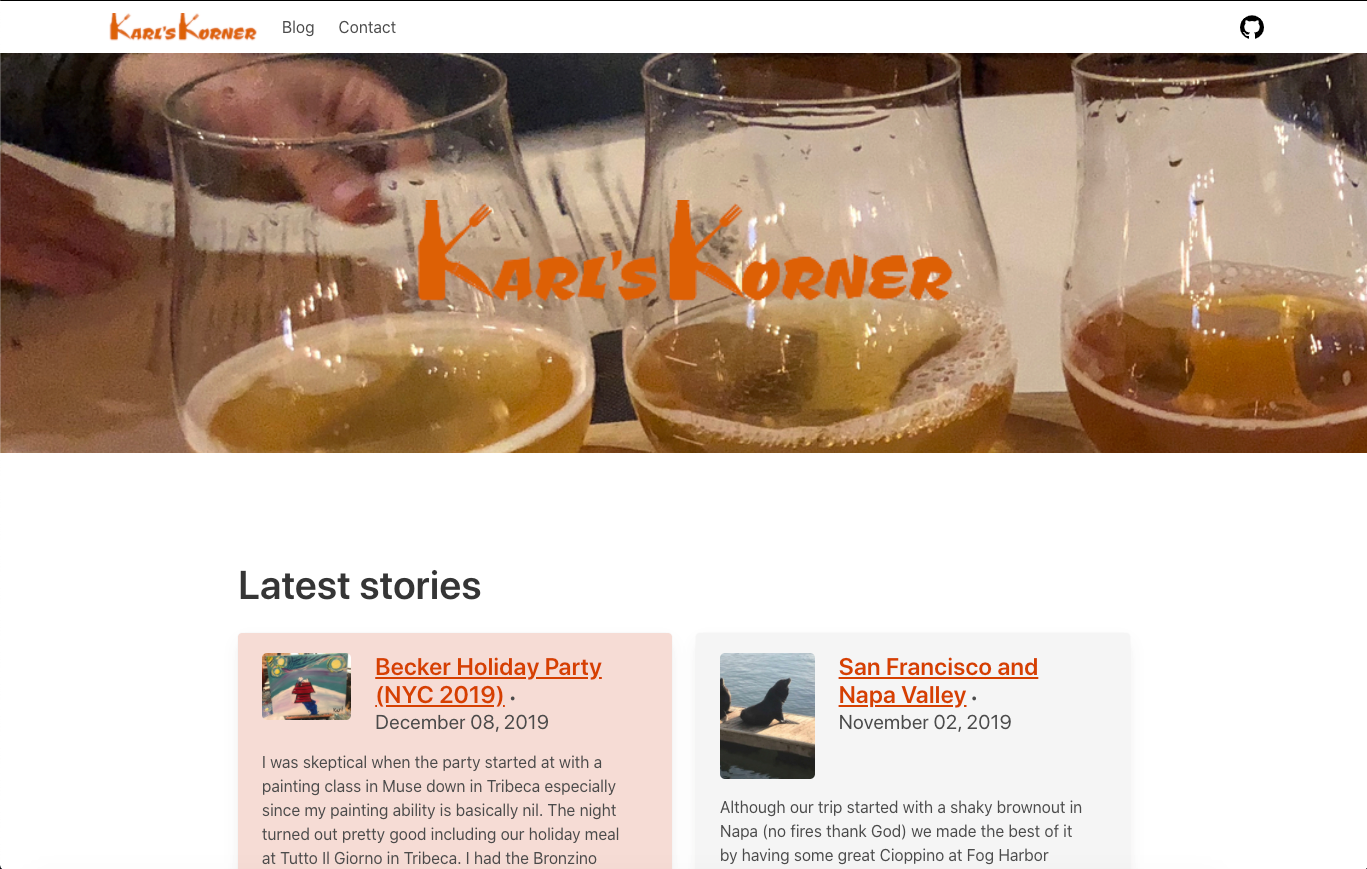 KARL'S KORNER Blog Contact
KARL'S KORNER
Latest stories
Becker Holiday Party
(NYC 2019) •
December 08, 2019
I was skeptical when the party started at with a
painting class in Muse down in Tribeca especially
since my painting ability is basically nil. The night
turned out pretty good including our holiday meal
at Tutto Il Giorno in Tribeca. I had the Bronzino
San Francisco and
Napa Valley •
November 02, 2019
Although our trip started with a shaky brownout in
Napa (no fires thank God) we made the best of it
by having some great Cioppino at Fog Harbor